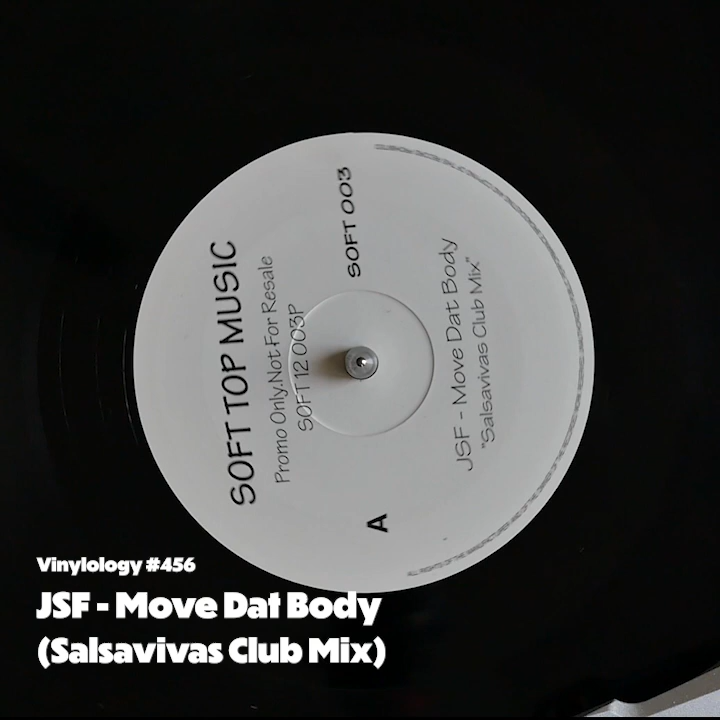 SOFT TOP MUSIC
Promo Only.Not For Resale
SOFT 12 003P
SOFT 003
A
JSF - Move Dat Body
"Salsavivas Club Mix"
Vinylology #456
JSF - Move Dat Body
(Salsavivas Club Mix)